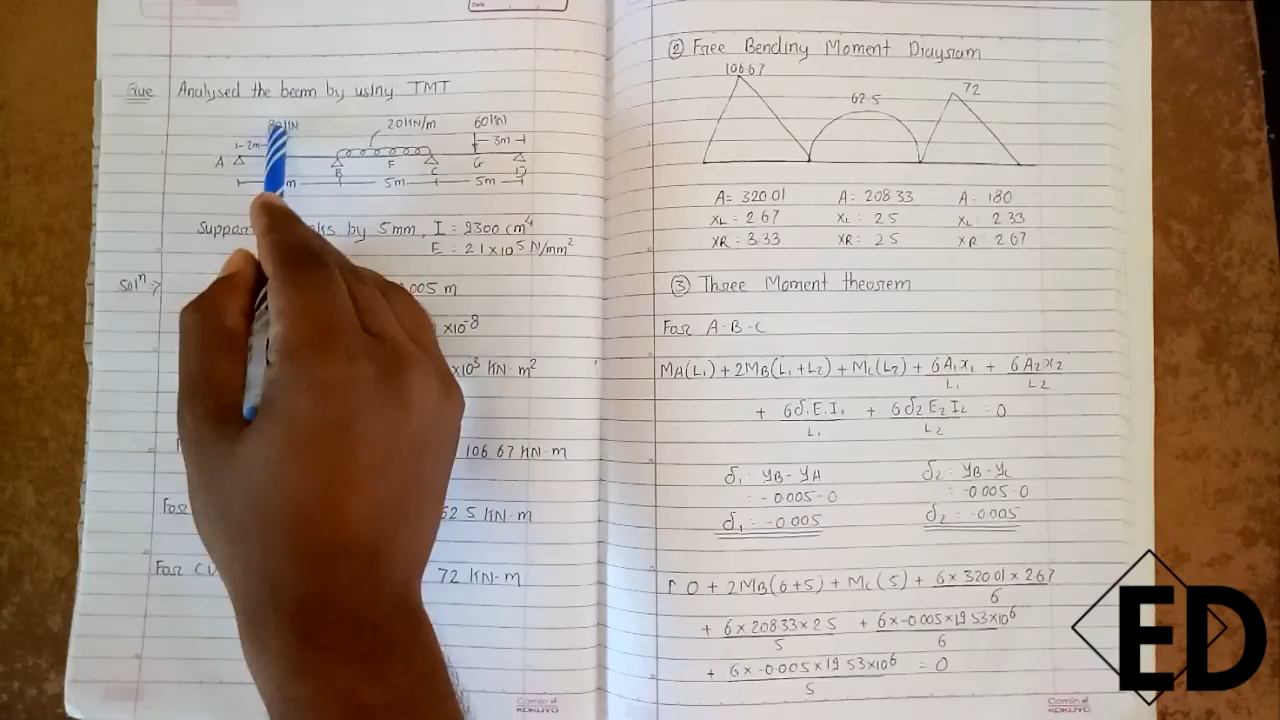 Date
Que Analysed the beam by using TMT
80KN 20KN/m 60KN
2m 3m
A F G
B C D
m 5m 5m
by 5mm, I = 9300 cm⁴
E = 2.1×10⁵ N/mm²
Solⁿ ⇒ .005 m
×10⁻⁸
×10³ KN·m²
106.67 KN·m
For 62.5 KN·m
For 72 KN-m
② Free Bending Moment Diagram
106.67 62.5 72
A = 320.01 A = 208.33 A = 180
XL = 2.67 XL = 2.5 XL = 2.33
XR = 3.33 XR = 2.5 XR = 2.67
③ Three Moment theorem
For A-B-C
MA(L₁) + 2MB(L₁+L₂) + Mc(L₂) + 6A₁x₁/L₁ + 6A₂x₂/L₂
+ 6δ₁E₁I₁/L₁ + 6δ₂E₂I₂/L₂ = 0
δ₁ = yB - yA δ₂ = yB - yc
= -0.005-0 = -0.005-0
δ₁ = -0.005 δ₂ = -0.005
0 + 2MB(6+5) + Mc(5) + 6×320.01×2.67/6
+ 6×208.33×2.5/5 + 6×-0.005×19.53×10⁶/6
+ 6×-0.005×19.53×10⁶/5 = 0
Camlin
KOKUYO
Camlin
KOKUYO
ED